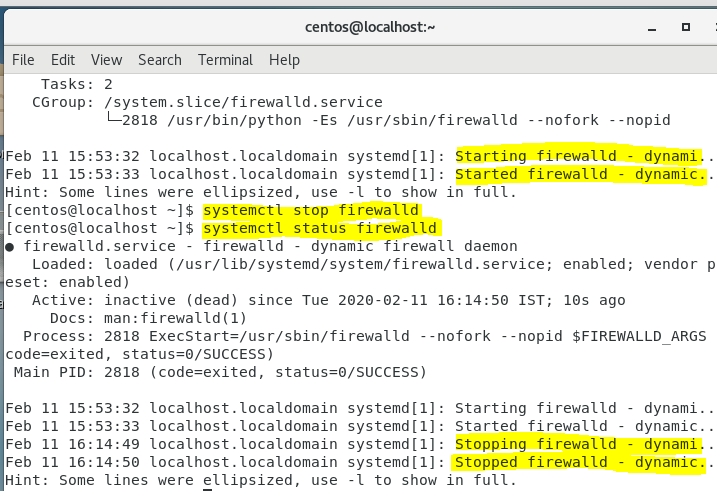 centos@localhost:~
File Edit View Search Terminal Help
Tasks: 2
CGroup: /system.slice/firewalld.service
└─2818 /usr/bin/python -Es /usr/sbin/firewalld --nofork --nopid
Feb 11 15:53:32 localhost.localdomain systemd[1]: Starting firewalld - dynami...
Feb 11 15:53:33 localhost.localdomain systemd[1]: Started firewalld - dynamic...
Hint: Some lines were ellipsized, use -l to show in full.
[centos@localhost ~]$ systemctl stop firewalld
[centos@localhost ~]$ systemctl status firewalld
● firewalld.service - firewalld - dynamic firewall daemon
Loaded: loaded (/usr/lib/systemd/system/firewalld.service; enabled; vendor p
eset: enabled)
Active: inactive (dead) since Tue 2020-02-11 16:14:50 IST; 10s ago
Docs: man:firewalld(1)
Process: 2818 ExecStart=/usr/sbin/firewalld --nofork --nopid $FIREWALLD_ARGS
code=exited, status=0/SUCCESS)
Main PID: 2818 (code=exited, status=0/SUCCESS)
Feb 11 15:53:32 localhost.localdomain systemd[1]: Starting firewalld - dynami...
Feb 11 15:53:33 localhost.localdomain systemd[1]: Started firewalld - dynamic...
Feb 11 16:14:49 localhost.localdomain systemd[1]: Stopping firewalld - dynami...
Feb 11 16:14:50 localhost.localdomain systemd[1]: Stopped firewalld - dynamic...
Hint: Some lines were ellipsized, use -l to show in full.